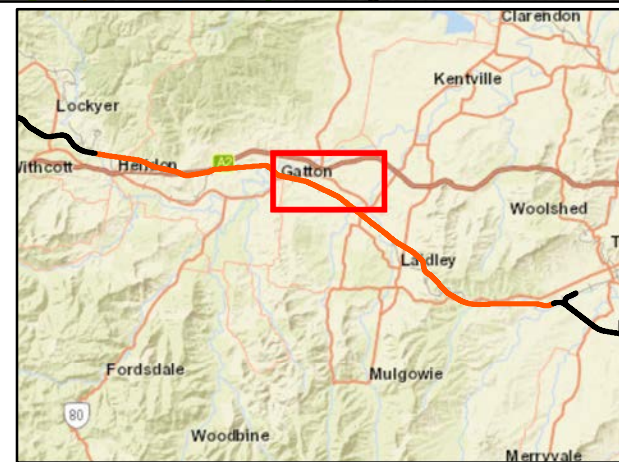 Clarendon
Kentville
Lockyer
A2
Withcott
Helidon
Gatton
Woolshed
T
Laidley
Fordsdale
Mulgowie
80
Woodbine
Merryvale